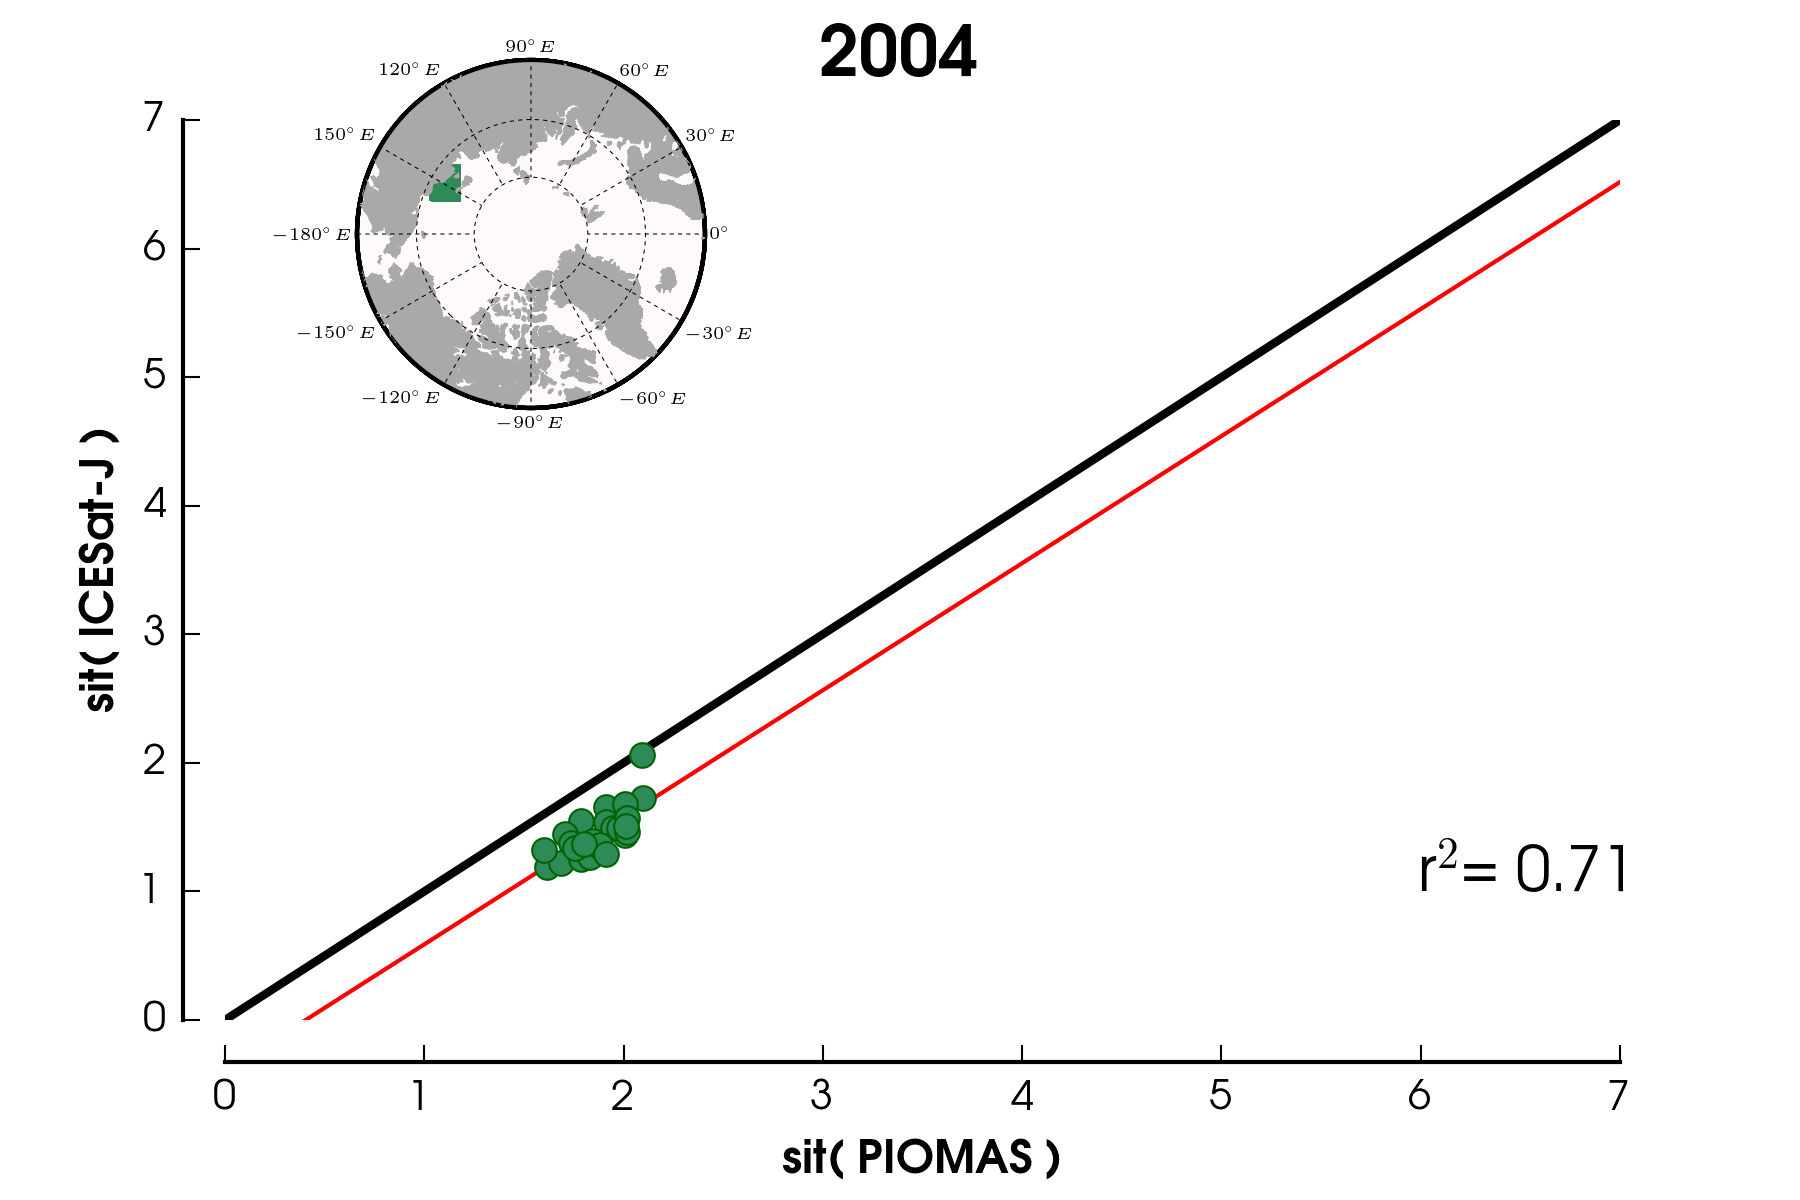 2004
90° E
120° E
60° E
150° E
30° E
−180° E
0°
−150° E
−30° E
−120° E
−60° E
−90° E
7
6
5
4
3
2
1
0
sit( ICESat-J )
r²= 0.71
0 1 2 3 4 5 6 7
sit( PIOMAS )